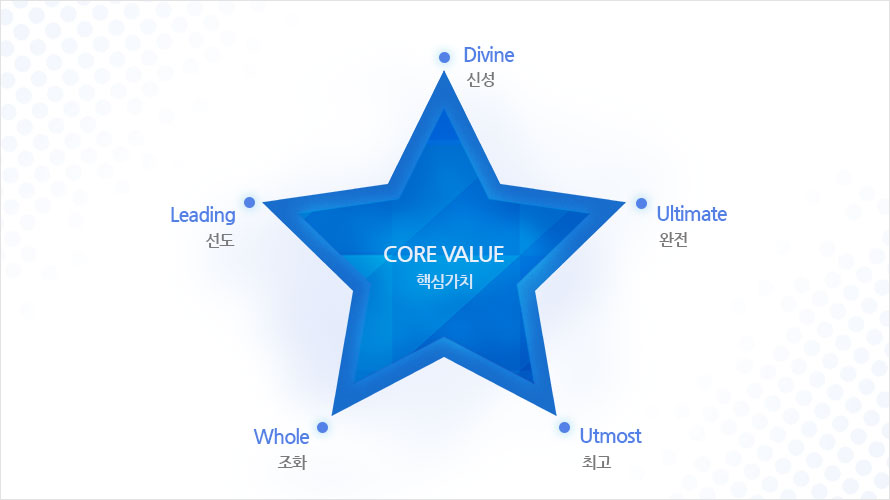 Divine
신성
Leading
선도
Ultimate
완전
CORE VALUE
핵심가치
Whole
조화
Utmost
최고